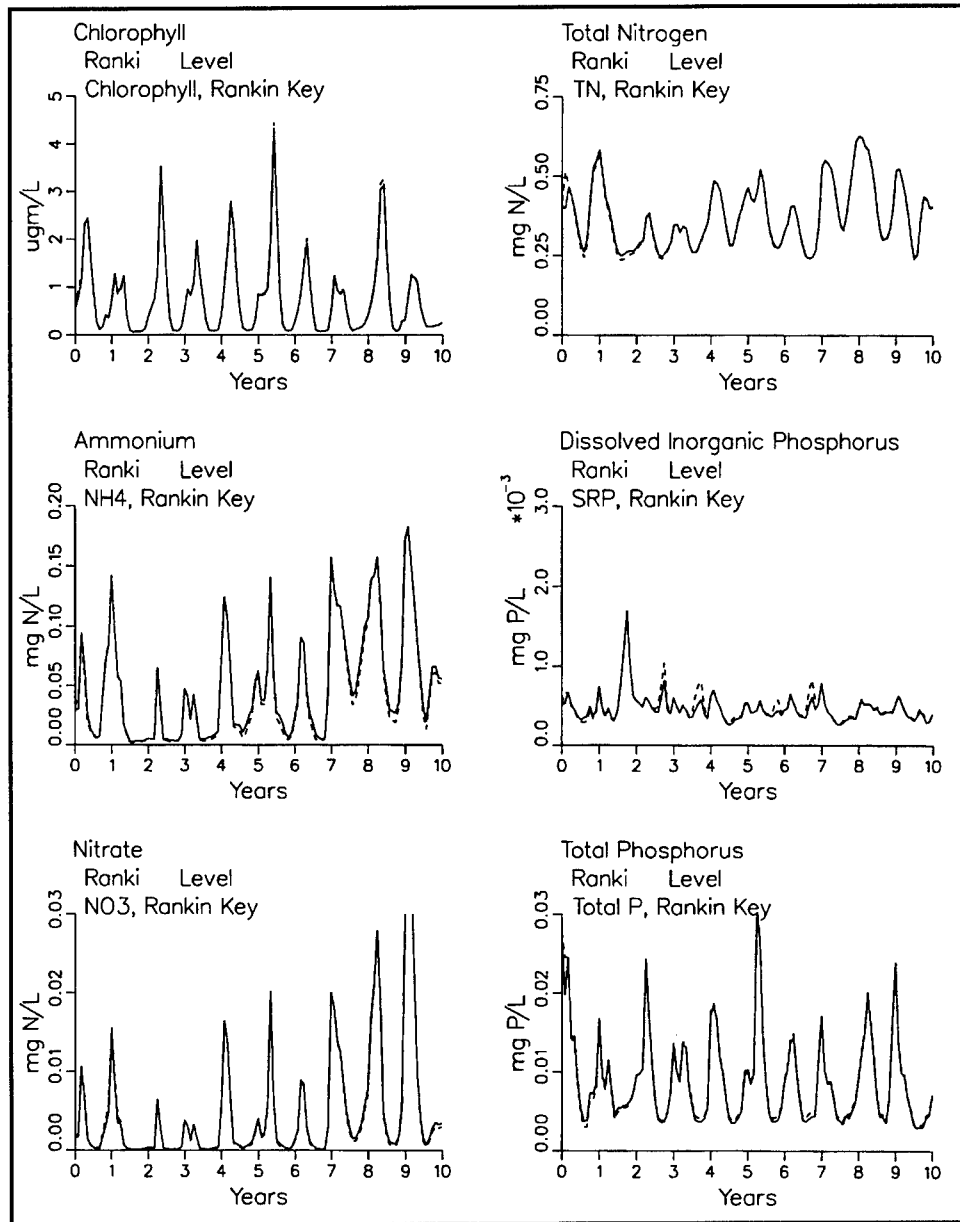 Chlorophyll
Ranki Level
Chlorophyll, Rankin Key
ugm/L
5
4
3
2
1
0
0 1 2 3 4 5 6 7 8 9 10
Years
Total Nitrogen
Ranki Level
TN, Rankin Key
mg N/L
0.75
0.50
0.25
0.00
0 1 2 3 4 5 6 7 8 9 10
Years
Ammonium
Ranki Level
NH4, Rankin Key
mg N/L
0.20
0.15
0.10
0.05
0.00
0 1 2 3 4 5 6 7 8 9 10
Years
Dissolved Inorganic Phosphorus
Ranki Level
SRP, Rankin Key
*10⁻³
mg P/L
3.0
2.0
1.0
0.0
0 1 2 3 4 5 6 7 8 9 10
Years
Nitrate
Ranki Level
NO3, Rankin Key
mg N/L
0.03
0.02
0.01
0.00
0 1 2 3 4 5 6 7 8 9 10
Years
Total Phosphorus
Ranki Level
Total P, Rankin Key
mg P/L
0.03
0.02
0.01
0.00
0 1 2 3 4 5 6 7 8 9 10
Years